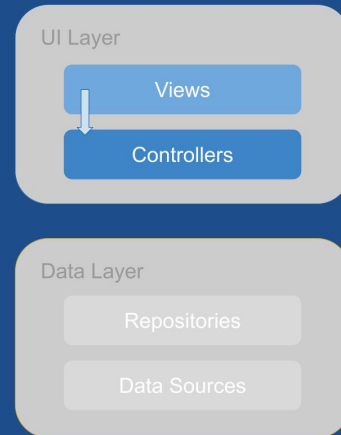 UI Layer
Views
Controllers
Data Layer
Repositories
Data Sources